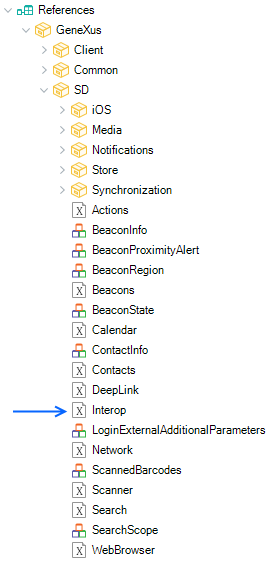 References
GeneXus
Client
Common
SD
iOS
Media
Notifications
Store
Synchronization
Actions
BeaconInfo
BeaconProximityAlert
BeaconRegion
Beacons
BeaconState
Calendar
ContactInfo
Contacts
DeepLink
Interop
LoginExternalAdditionalParameters
Network
ScannedBarcodes
Scanner
Search
SearchScope
WebBrowser